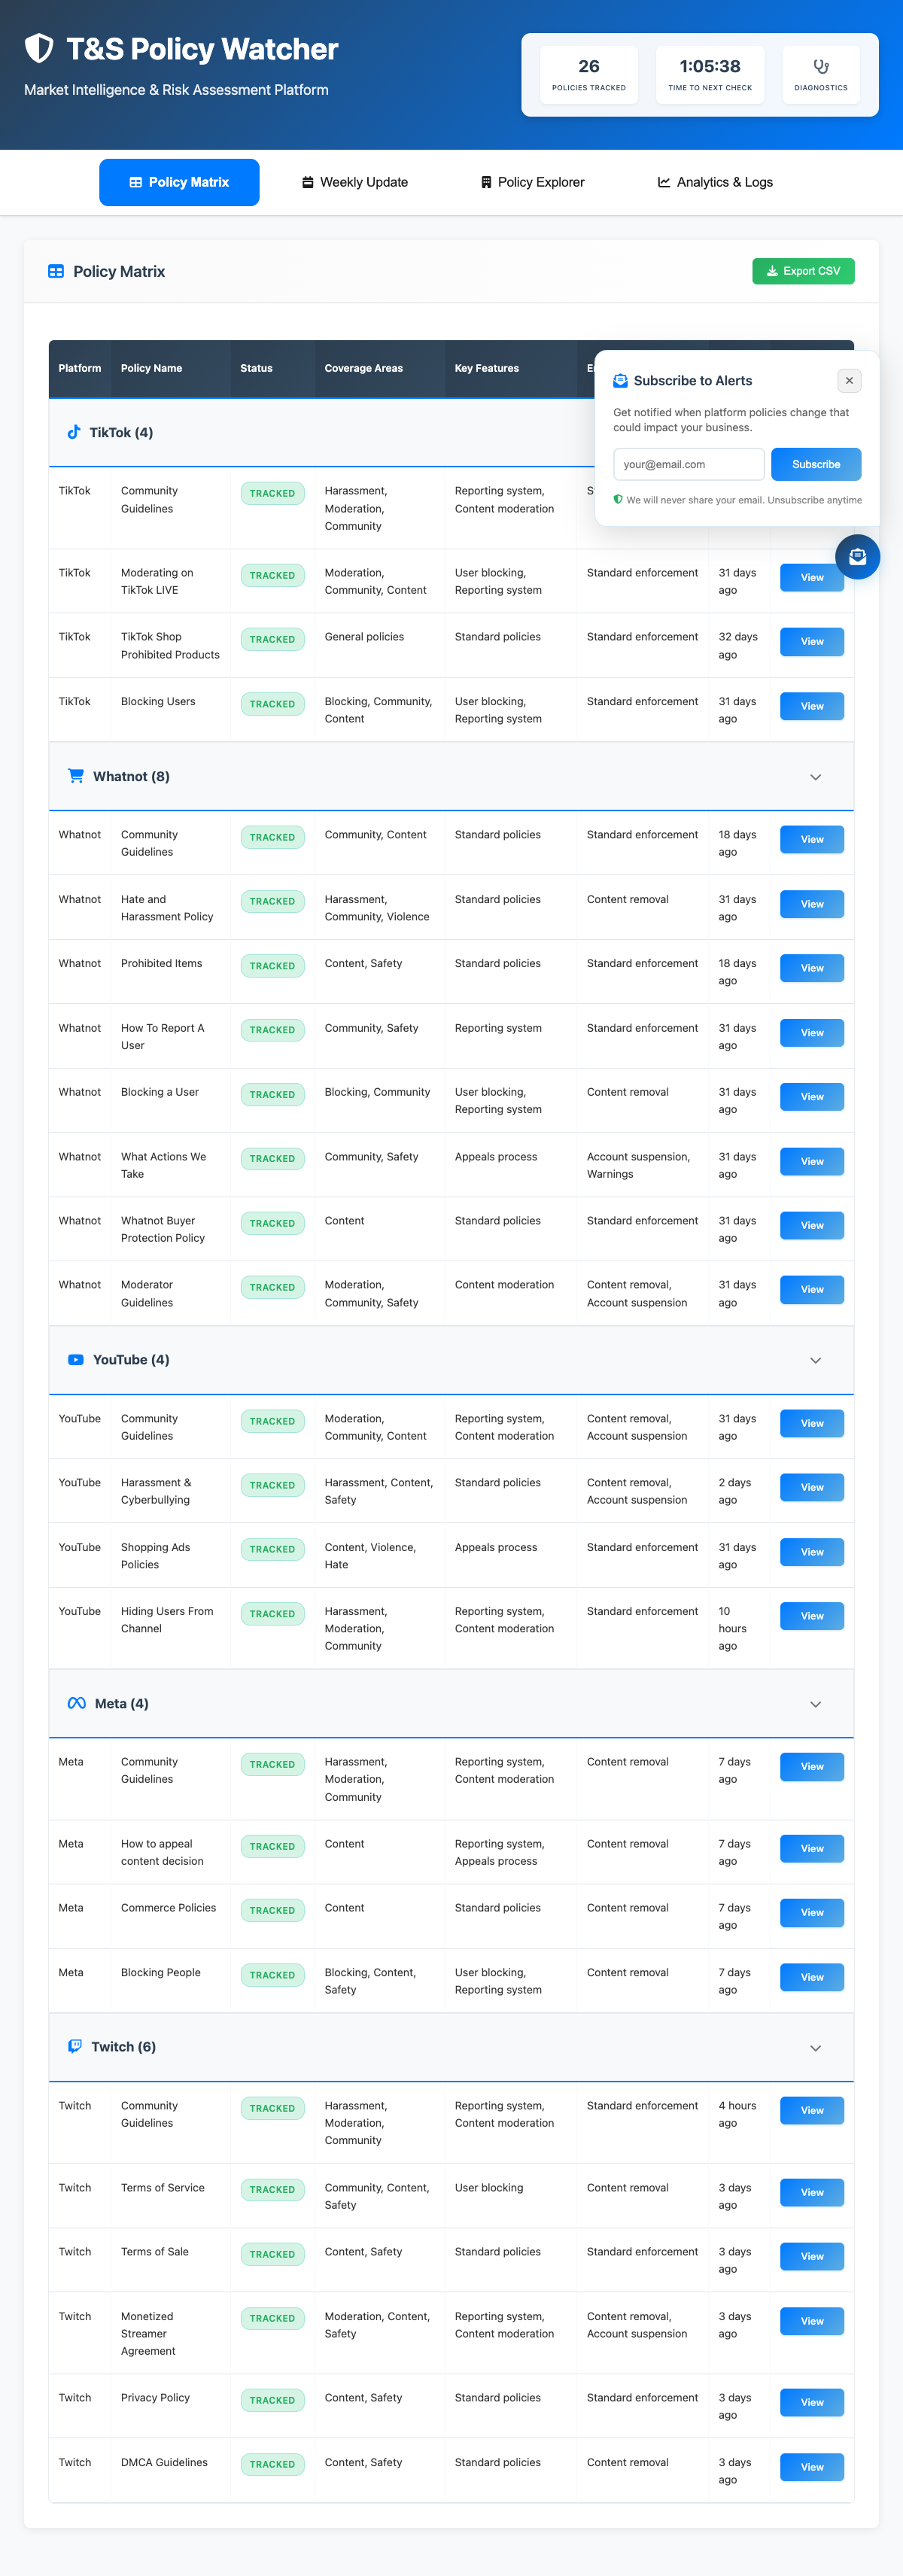 T&S Policy Watcher
Market Intelligence & Risk Assessment Platform
26
POLICIES TRACKED
1:05:38
TIME TO NEXT CHECK
DIAGNOSTICS
Policy Matrix
Weekly Update
Policy Explorer
Analytics & Logs
Policy Matrix
Export CSV
Platform Policy Name Status Coverage Areas Key Features
Subscribe to Alerts
Get notified when platform policies change that
could impact your business.
your@email.com
Subscribe
We will never share your email. Unsubscribe anytime
TikTok (4)
TikTok Community TRACKED Harassment, Reporting system,
Guidelines Moderation, Content moderation
Community
TikTok Moderating on TRACKED Moderation, User blocking, Standard enforcement 31 days View
TikTok LIVE Community, Content Reporting system ago
TikTok TikTok Shop TRACKED General policies Standard policies Standard enforcement 32 days View
Prohibited Products ago
TikTok Blocking Users TRACKED Blocking, Community, User blocking, Standard enforcement 31 days View
Content Reporting system ago
Whatnot (8)
Whatnot Community TRACKED Community, Content Standard policies Standard enforcement 18 days View
Guidelines ago
Whatnot Hate and TRACKED Harassment, Standard policies Content removal 31 days View
Harassment Policy Community, Violence ago
Whatnot Prohibited Items TRACKED Content, Safety Standard policies Standard enforcement 18 days View
ago
Whatnot How To Report A TRACKED Community, Safety Reporting system Standard enforcement 31 days View
User ago
Whatnot Blocking a User TRACKED Blocking, Community User blocking, Content removal 31 days View
Reporting system ago
Whatnot What Actions We TRACKED Community, Safety Appeals process Account suspension, 31 days View
Take Warnings ago
Whatnot Whatnot Buyer TRACKED Content Standard policies Standard enforcement 31 days View
Protection Policy ago
Whatnot Moderator TRACKED Moderation, Content moderation Content removal, 31 days View
Guidelines Community, Safety Account suspension ago
YouTube (4)
YouTube Community TRACKED Moderation, Reporting system, Content removal, 31 days View
Guidelines Community, Content Content moderation Account suspension ago
YouTube Harassment & TRACKED Harassment, Content, Standard policies Content removal, 2 days View
Cyberbullying Safety Account suspension ago
YouTube Shopping Ads TRACKED Content, Violence, Appeals process Standard enforcement 31 days View
Policies Hate ago
YouTube Hiding Users From TRACKED Harassment, Reporting system, Standard enforcement 10 View
Channel Moderation, Content moderation hours
Community ago
Meta (4)
Meta Community TRACKED Harassment, Reporting system, Content removal 7 days View
Guidelines Moderation, Content moderation ago
Community
Meta How to appeal TRACKED Content Reporting system, Content removal 7 days View
content decision Appeals process ago
Meta Commerce Policies TRACKED Content Standard policies Content removal 7 days View
ago
Meta Blocking People TRACKED Blocking, Content, User blocking, Content removal 7 days View
Safety Reporting system ago
Twitch (6)
Twitch Community TRACKED Harassment, Reporting system, Standard enforcement 4 hours View
Guidelines Moderation, Content moderation ago
Community
Twitch Terms of Service TRACKED Community, Content, User blocking Content removal 3 days View
Safety ago
Twitch Terms of Sale TRACKED Content, Safety Standard policies Standard enforcement 3 days View
ago
Twitch Monetized TRACKED Moderation, Content, Reporting system, Content removal, 3 days View
Streamer Safety Content moderation Account suspension ago
Agreement
Twitch Privacy Policy TRACKED Content, Safety Standard policies Standard enforcement 3 days View
ago
Twitch DMCA Guidelines TRACKED Content, Safety Standard policies Content removal 3 days View
ago